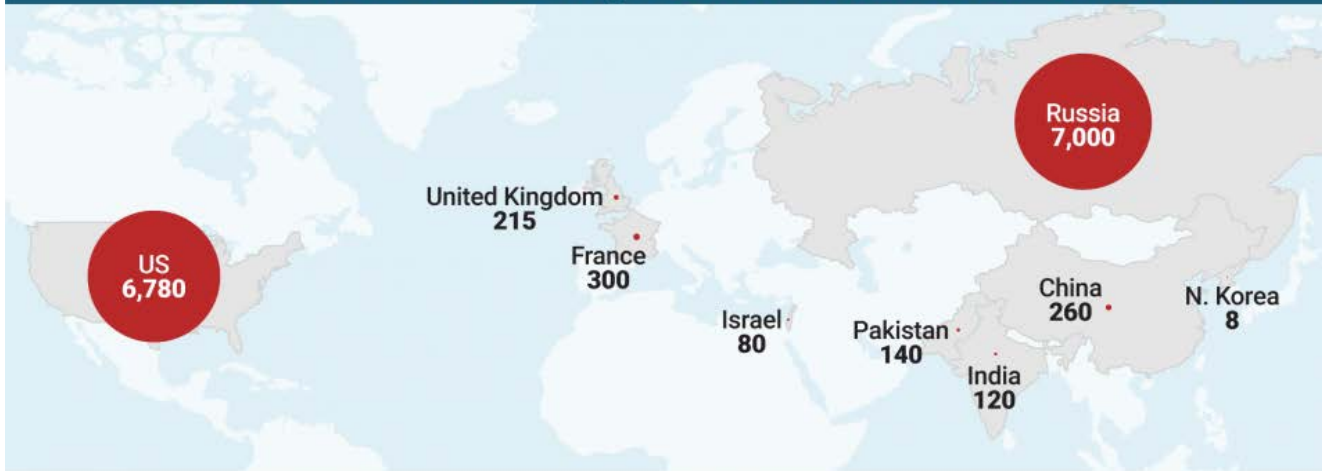 Russia
7,000
United Kingdom
215
US
6,780
France
300
China
260
N. Korea
8
Israel
80
Pakistan
140
India
120